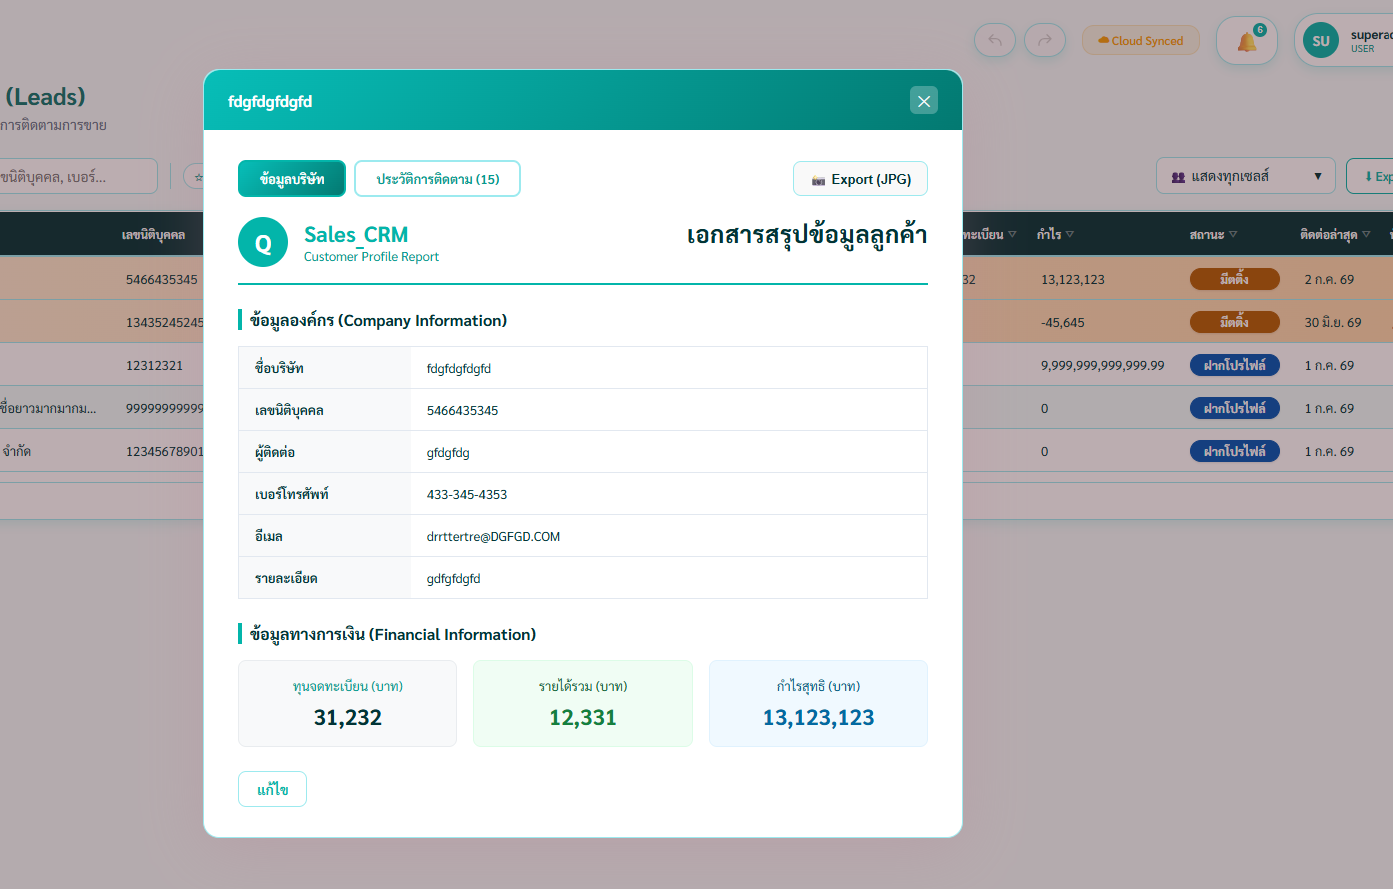 Cloud Synced
6
SU
superac
USER
(Leads)
การติดตามการขาย
ขนิติบุคคล, เบอร์...
แสดงทุกเซลส์
Exp
fdgfdgfdgfd
ข้อมูลบริษัท
ประวัติการติดตาม (15)
Export (JPG)
Q
Sales_CRM
Customer Profile Report
เอกสารสรุปข้อมูลลูกค้า
ข้อมูลองค์กร (Company Information)
ชื่อบริษัท fdgfdgfdgfd
เลขนิติบุคคล 5466435345
ผู้ติดต่อ gfdgfdg
เบอร์โทรศัพท์ 433-345-4353
อีเมล drrttertre@DGFGD.COM
รายละเอียด gdfgfdgfd
ข้อมูลทางการเงิน (Financial Information)
ทุนจดทะเบียน (บาท)
31,232
รายได้รวม (บาท)
12,331
กำไรสุทธิ (บาท)
13,123,123
แก้ไข
เลขนิติบุคคล ทะเบียน กำไร สถานะ ติดต่อล่าสุด
5466435345 32 13,123,123 มีตติ้ง 2 ก.ค. 69
13435245245 -45,645 มีตติ้ง 30 มิ.ย. 69
12312321 9,999,999,999,999.99 ฝากโปรไฟล์ 1 ก.ค. 69
ชื่อยาวมากมากม... 99999999999 0 ฝากโปรไฟล์ 1 ก.ค. 69
จำกัด 12345678901 0 ฝากโปรไฟล์ 1 ก.ค. 69